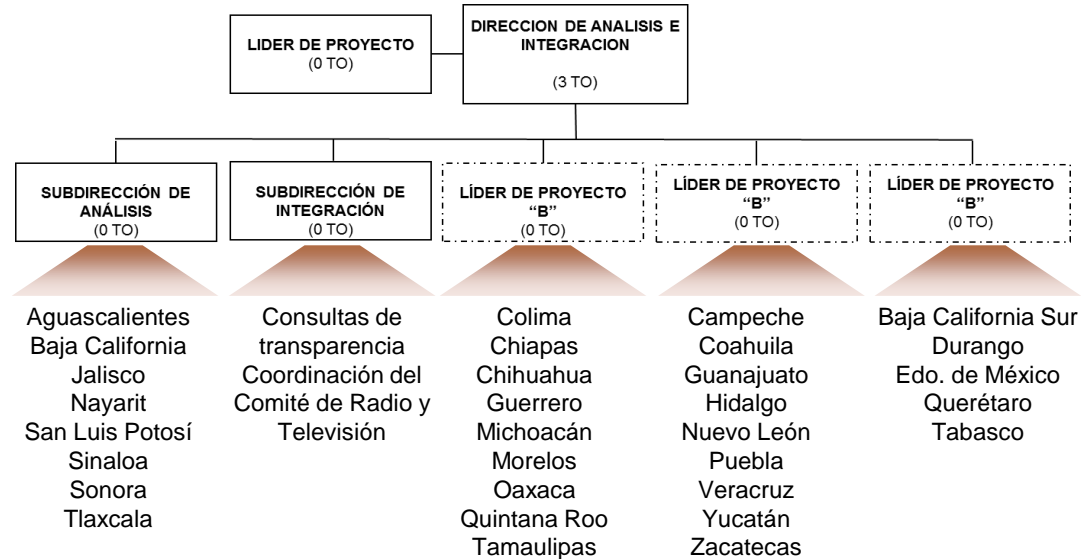 LIDER DE PROYECTO
(0 TO)
DIRECCION DE ANALISIS E
INTEGRACION
(3 TO)
SUBDIRECCIÓN DE
ANÁLISIS
(0 TO)
SUBDIRECCIÓN DE
INTEGRACIÓN
(0 TO)
LÍDER DE PROYECTO
“B”
(0 TO)
LÍDER DE PROYECTO
“B”
(0 TO)
LÍDER DE PROYECTO
“B”
(0 TO)
Aguascalientes
Baja California
Jalisco
Nayarit
San Luis Potosí
Sinaloa
Sonora
Tlaxcala
Consultas de
transparencia
Coordinación del
Comité de Radio y
Televisión
Colima
Chiapas
Chihuahua
Guerrero
Michoacán
Morelos
Oaxaca
Quintana Roo
Tamaulipas
Campeche
Coahuila
Guanajuato
Hidalgo
Nuevo León
Puebla
Veracruz
Yucatán
Zacatecas
Baja California Sur
Durango
Edo. de México
Querétaro
Tabasco